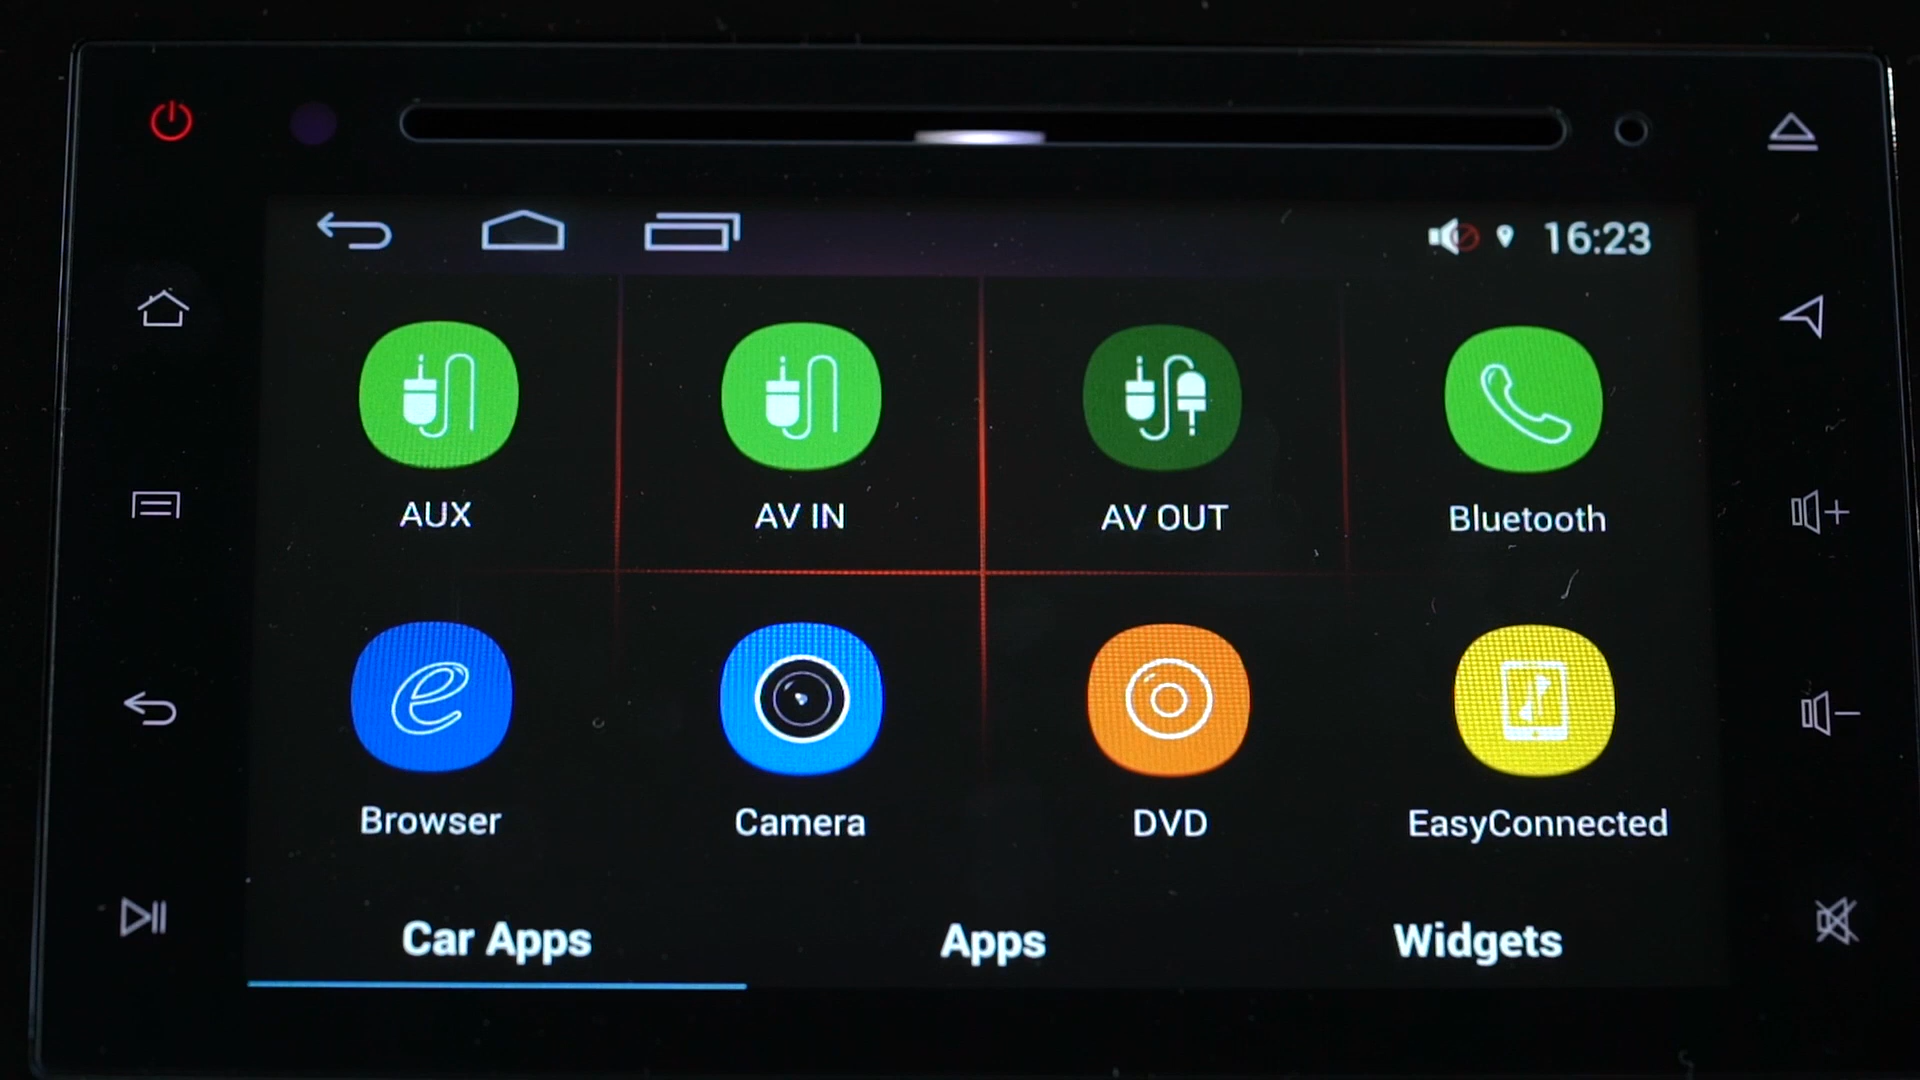 16:23
AUX
AV IN
AV OUT
Bluetooth
Browser
Camera
DVD
EasyConnected
Car Apps
Apps
Widgets